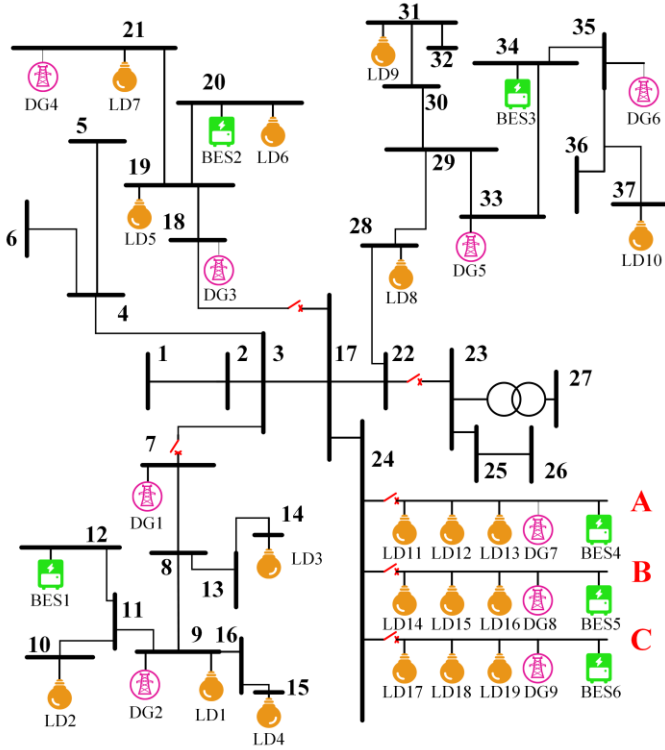 31
35
21
34
32
LD9
20
30
DG4
LD7
DG6
BES3
5
36
29
BES2
LD6
19
37
33
6
18
28
LD5
LD10
DG5
DG3
LD8
4
1
2
3
17
22
23
27
7
24
25
26
DG1
A
14
12
LD11
LD12
LD13
DG7
BES4
8
LD3
13
B
BES1
11
LD14
LD15
LD16
DG8
BES5
10
9
16
C
15
DG2
LD1
LD17
LD18
LD19
DG9
BES6
LD2
LD4